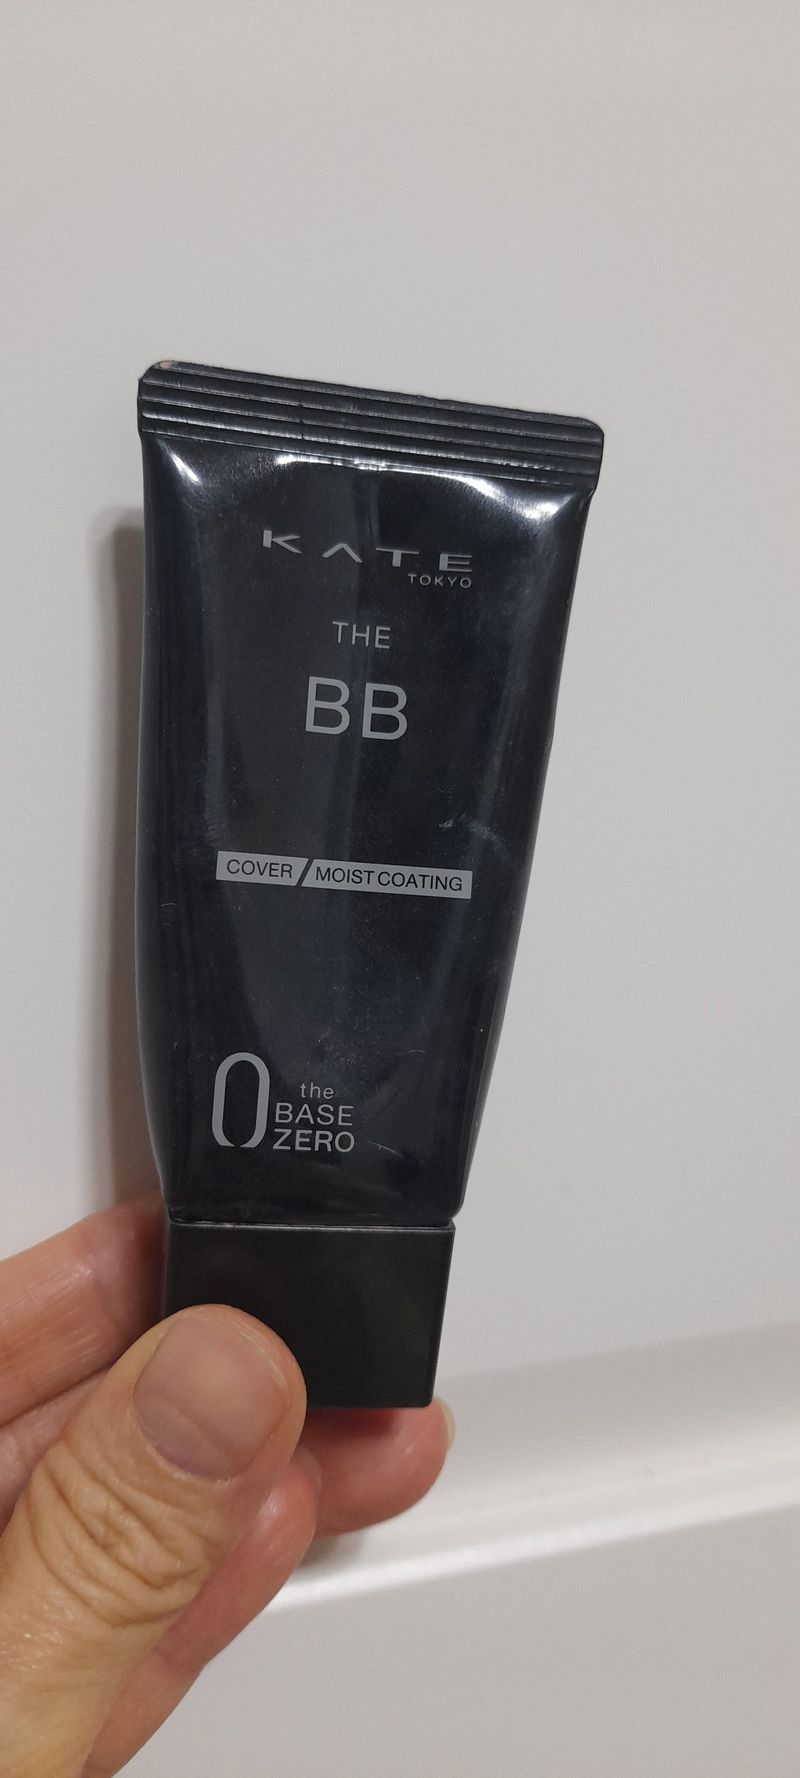 KATE
TOKYO
THE
BB
COVER/MOIST COATING
0 the
BASE
ZERO